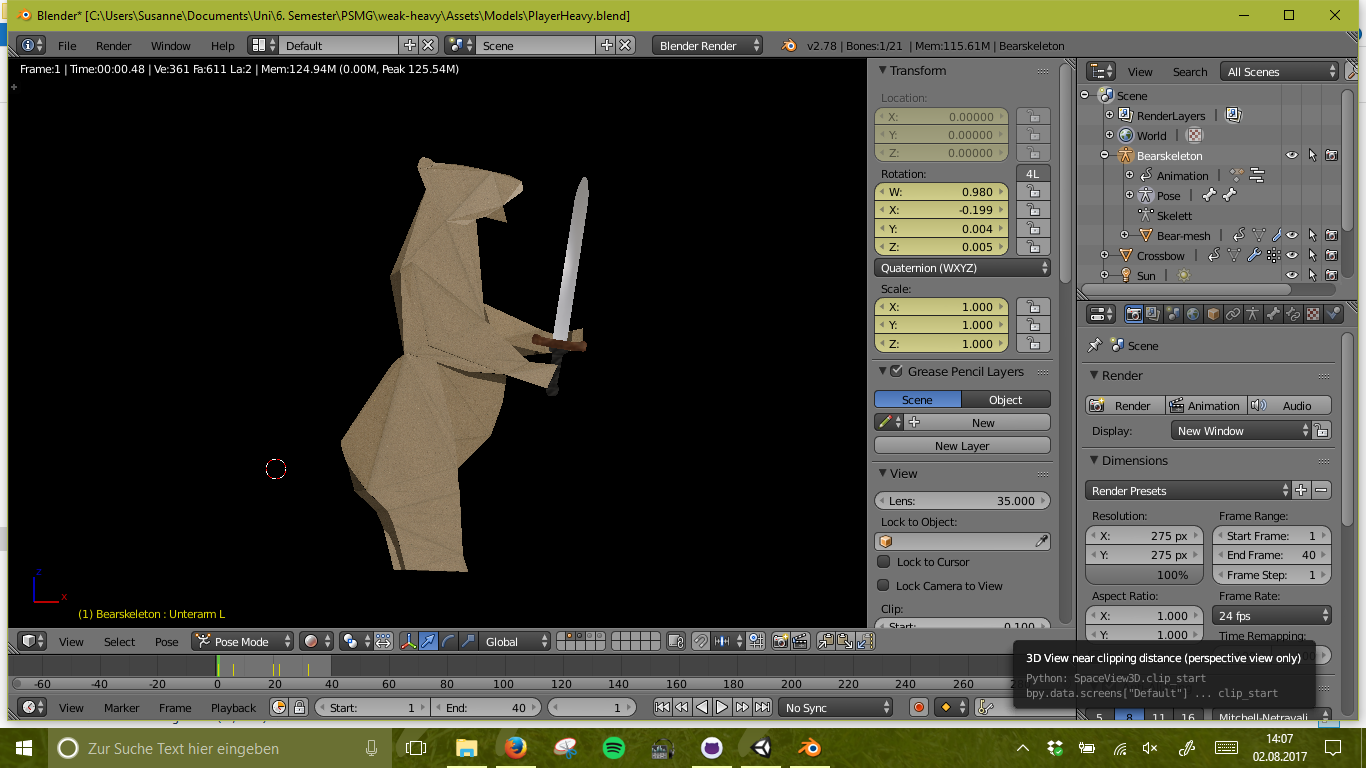 Blender* [C:\Users\Susanne\Documents\Uni\6. Semester\PSMG\weak-heavy\Assets\Models\PlayerHeavy.blend]
File Render Window Help Default Scene Blender Render v2.78 | Bones:1/21 | Mem:115.61M | Bearskeleton
Frame:1 | Time:00:00.48 | Ve:361 Fa:611 La:2 | Mem:124.94M (0.00M, Peak 125.54M)
(1) Bearskeleton : Unterarm L
z
x
Transform
Location:
X: 0.00000
Y: 0.00000
Z: 0.00000
Rotation: 4L
W: 0.980
X: -0.199
Y: 0.004
Z: 0.005
Quaternion (WXYZ)
Scale:
X: 1.000
Y: 1.000
Z: 1.000
Grease Pencil Layers
Scene Object
New
New Layer
View
Lens: 35.000
Lock to Object:
Lock to Cursor
Lock Camera to View
Clip:
Start: 0.100
View Search All Scenes
Scene
RenderLayers
World
Bearskeleton
Animation
Pose
Skelett
Bear-mesh
Crossbow
Sun
Scene
Render
Render Animation Audio
Display: New Window
Dimensions
Render Presets
Resolution: Frame Range:
X: 275 px Start Frame: 1
Y: 275 px End Frame: 40
100% Frame Step: 1
Aspect Ratio: Frame Rate:
X: 1.000 24 fps
Y: 1.000 Time Remapping:
5 8 11 16 Mitchell-Netravali
3D View near clipping distance (perspective view only)
Python: SpaceView3D.clip_start
bpy.data.screens["Default"] ... clip_start
View Select Pose Pose Mode Global
-60 -40 -20 0 20 40 60 80 100 120 140 160 180 200 220 240 260
View Marker Frame Playback Start: 1 End: 40 1 No Sync
Zur Suche Text hier eingeben
14:07
02.08.2017